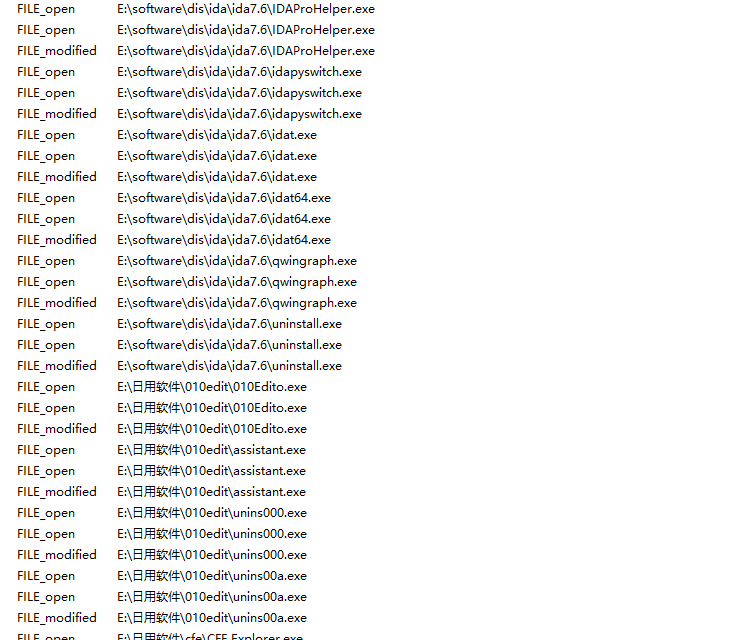 FILE_open E:\software\dis\ida\ida7.6\IDAProHelper.exe
FILE_open E:\software\dis\ida\ida7.6\IDAProHelper.exe
FILE_modified E:\software\dis\ida\ida7.6\IDAProHelper.exe
FILE_open E:\software\dis\ida\ida7.6\idapyswitch.exe
FILE_open E:\software\dis\ida\ida7.6\idapyswitch.exe
FILE_modified E:\software\dis\ida\ida7.6\idapyswitch.exe
FILE_open E:\software\dis\ida\ida7.6\idat.exe
FILE_open E:\software\dis\ida\ida7.6\idat.exe
FILE_modified E:\software\dis\ida\ida7.6\idat.exe
FILE_open E:\software\dis\ida\ida7.6\idat64.exe
FILE_open E:\software\dis\ida\ida7.6\idat64.exe
FILE_modified E:\software\dis\ida\ida7.6\idat64.exe
FILE_open E:\software\dis\ida\ida7.6\qwingraph.exe
FILE_open E:\software\dis\ida\ida7.6\qwingraph.exe
FILE_modified E:\software\dis\ida\ida7.6\qwingraph.exe
FILE_open E:\software\dis\ida\ida7.6\uninstall.exe
FILE_open E:\software\dis\ida\ida7.6\uninstall.exe
FILE_modified E:\software\dis\ida\ida7.6\uninstall.exe
FILE_open E:\日用软件\010edit\010Edito.exe
FILE_open E:\日用软件\010edit\010Edito.exe
FILE_modified E:\日用软件\010edit\010Edito.exe
FILE_open E:\日用软件\010edit\assistant.exe
FILE_open E:\日用软件\010edit\assistant.exe
FILE_modified E:\日用软件\010edit\assistant.exe
FILE_open E:\日用软件\010edit\unins000.exe
FILE_open E:\日用软件\010edit\unins000.exe
FILE_modified E:\日用软件\010edit\unins000.exe
FILE_open E:\日用软件\010edit\unins00a.exe
FILE_open E:\日用软件\010edit\unins00a.exe
FILE_modified E:\日用软件\010edit\unins00a.exe
FILE_open E:\日用软件\cfe\CFF Explorer.exe